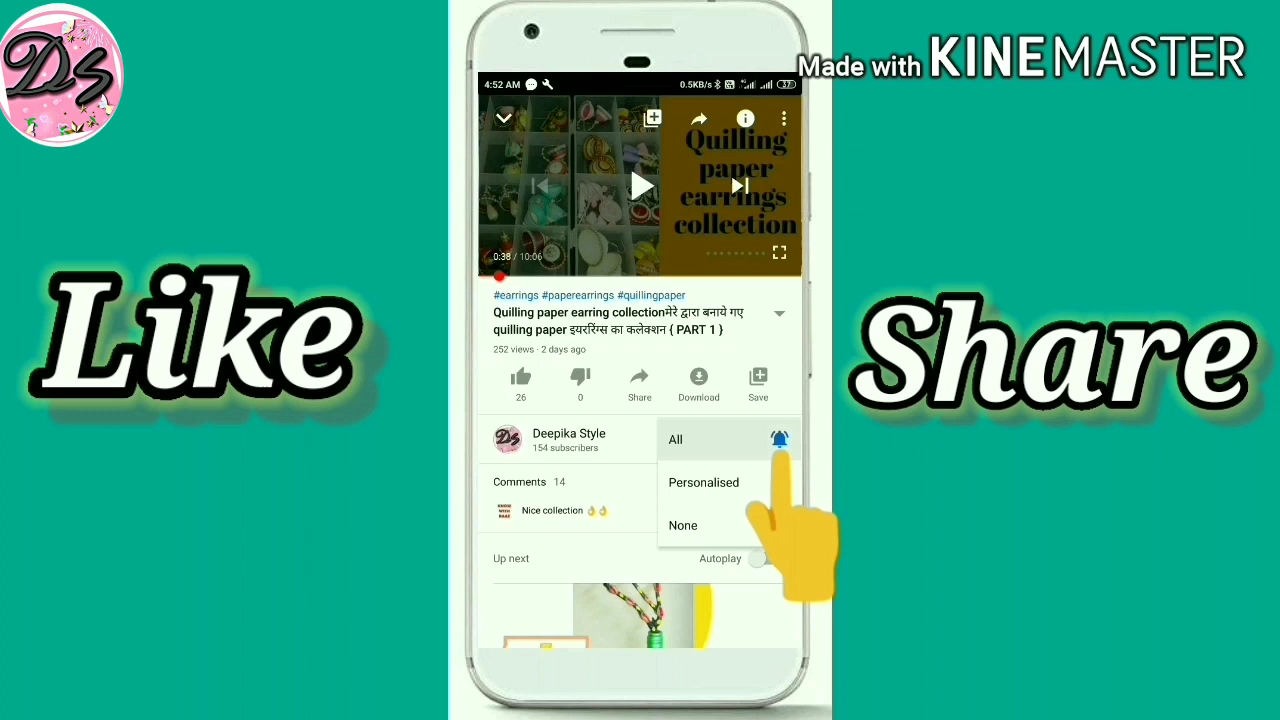 Ds
Made with KINEMASTER
4:52 AM
0.5KB/s
37
Quilling
paper
earrings
collection
0:38 / 10:06
#earrings #paperearrings #quillingpaper
Quilling paper earring collectionमेरे द्वारा बनाये गए
quilling paper इयररिंग्स का कलेक्शन { PART 1 }
252 views · 2 days ago
26
0
Share
Download
Save
Like
Share
Ds
Deepika Style
154 subscribers
All
Personalised
None
Comments 14
Nice collection 👌👌
Up next
Autoplay